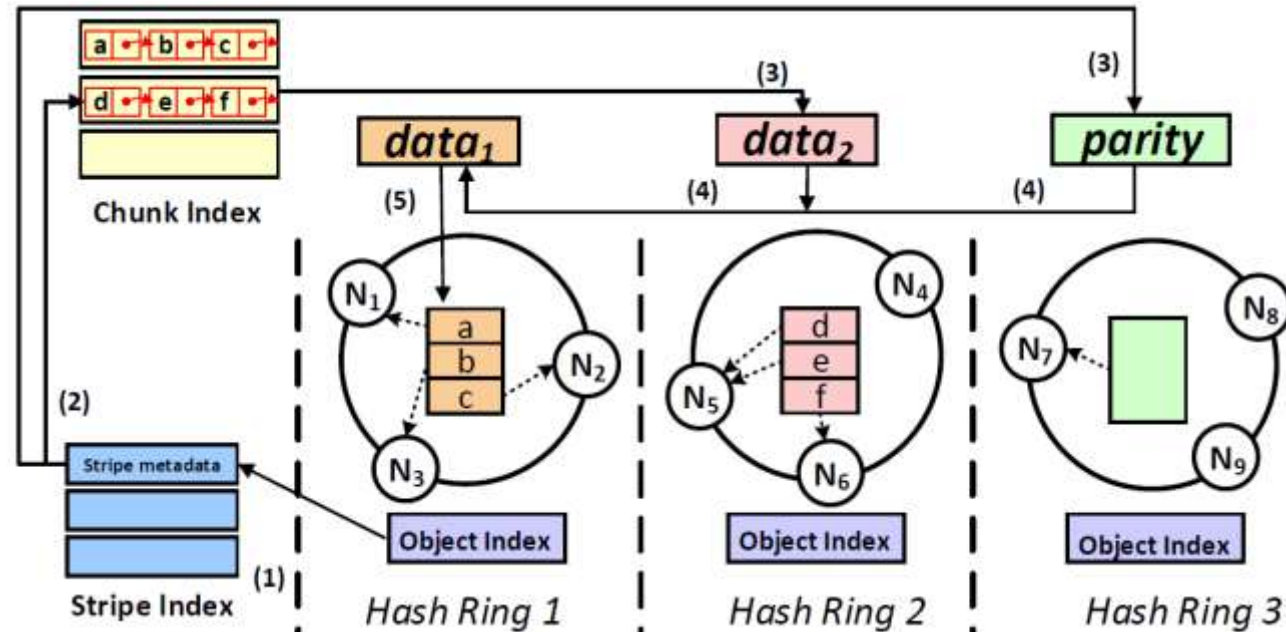 a b c
d e f
Chunk Index
(3)
(3)
data₁
data₂
parity
(5)
(4)
(4)
N₁
N₂
N₃
a
b
c
N₄
N₅
N₆
d
e
f
N₇
N₈
N₉
(2)
Stripe metadata
(1)
Stripe Index
Object Index
Object Index
Object Index
Hash Ring 1
Hash Ring 2
Hash Ring 3